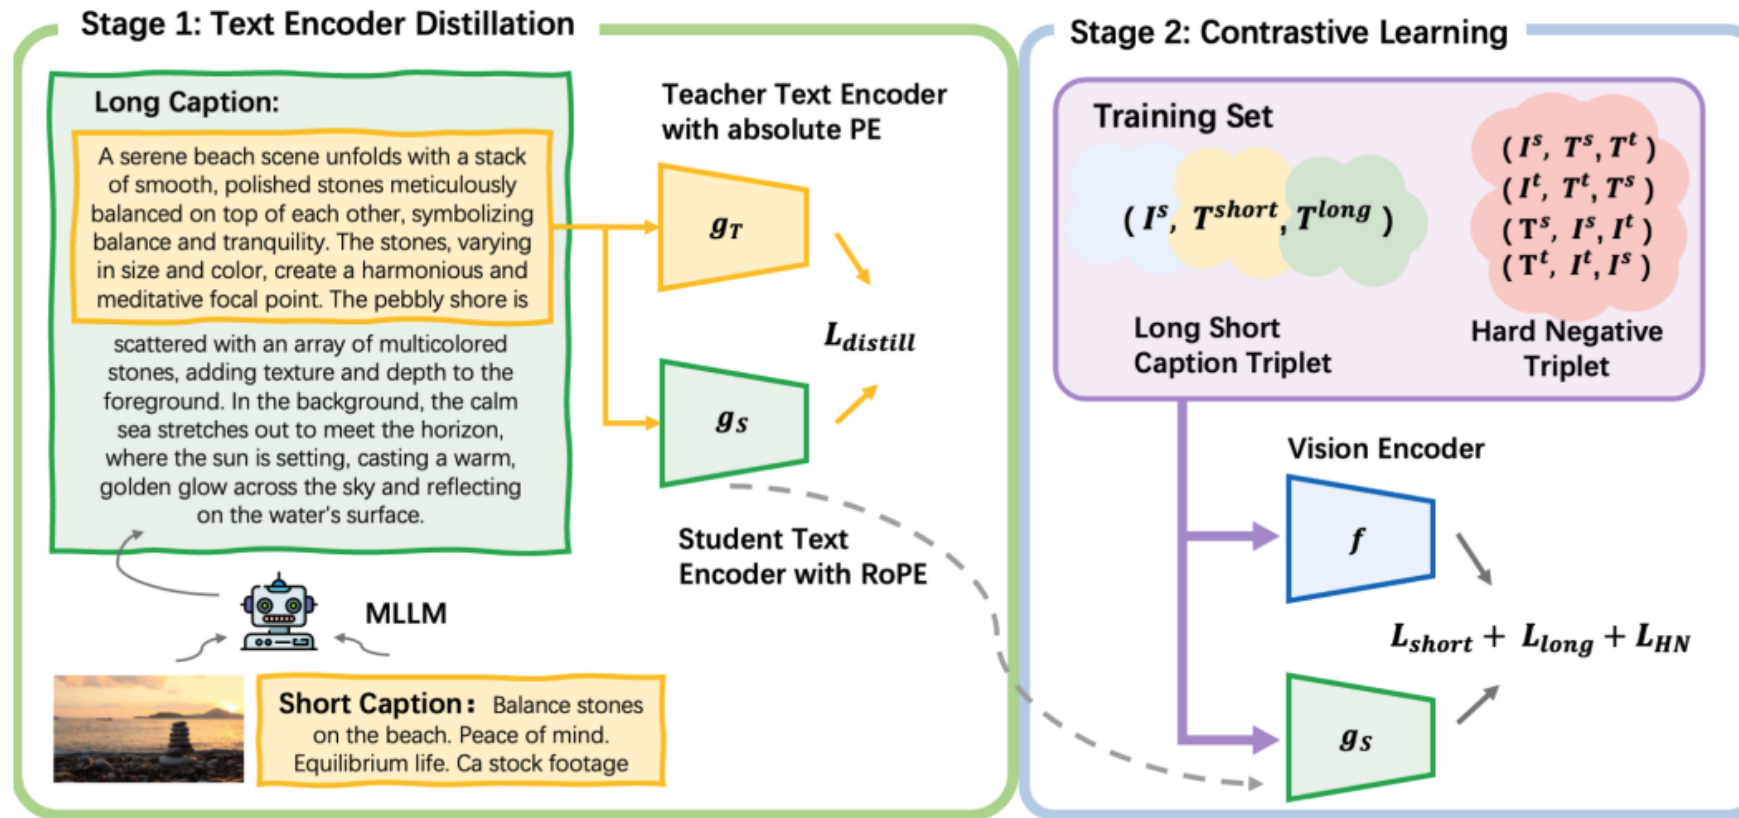 Stage 1: Text Encoder Distillation
Long Caption:
A serene beach scene unfolds with a stack
of smooth, polished stones meticulously
balanced on top of each other, symbolizing
balance and tranquility. The stones, varying
in size and color, create a harmonious and
meditative focal point. The pebbly shore is
scattered with an array of multicolored
stones, adding texture and depth to the
foreground. In the background, the calm
sea stretches out to meet the horizon,
where the sun is setting, casting a warm,
golden glow across the sky and reflecting
on the water's surface.
MLLM
Short Caption: Balance stones
on the beach. Peace of mind.
Equilibrium life. Ca stock footage
Teacher Text Encoder
with absolute PE
g_T
L_distill
g_S
Student Text
Encoder with RoPE
Stage 2: Contrastive Learning
Training Set
(I^s, T^short, T^long)
Long Short
Caption Triplet
(I^s, T^s, T^t)
(I^t, T^t, T^s)
(T^s, I^s, I^t)
(T^t, I^t, I^s)
Hard Negative
Triplet
Vision Encoder
f
L_short + L_long + L_HN
g_S